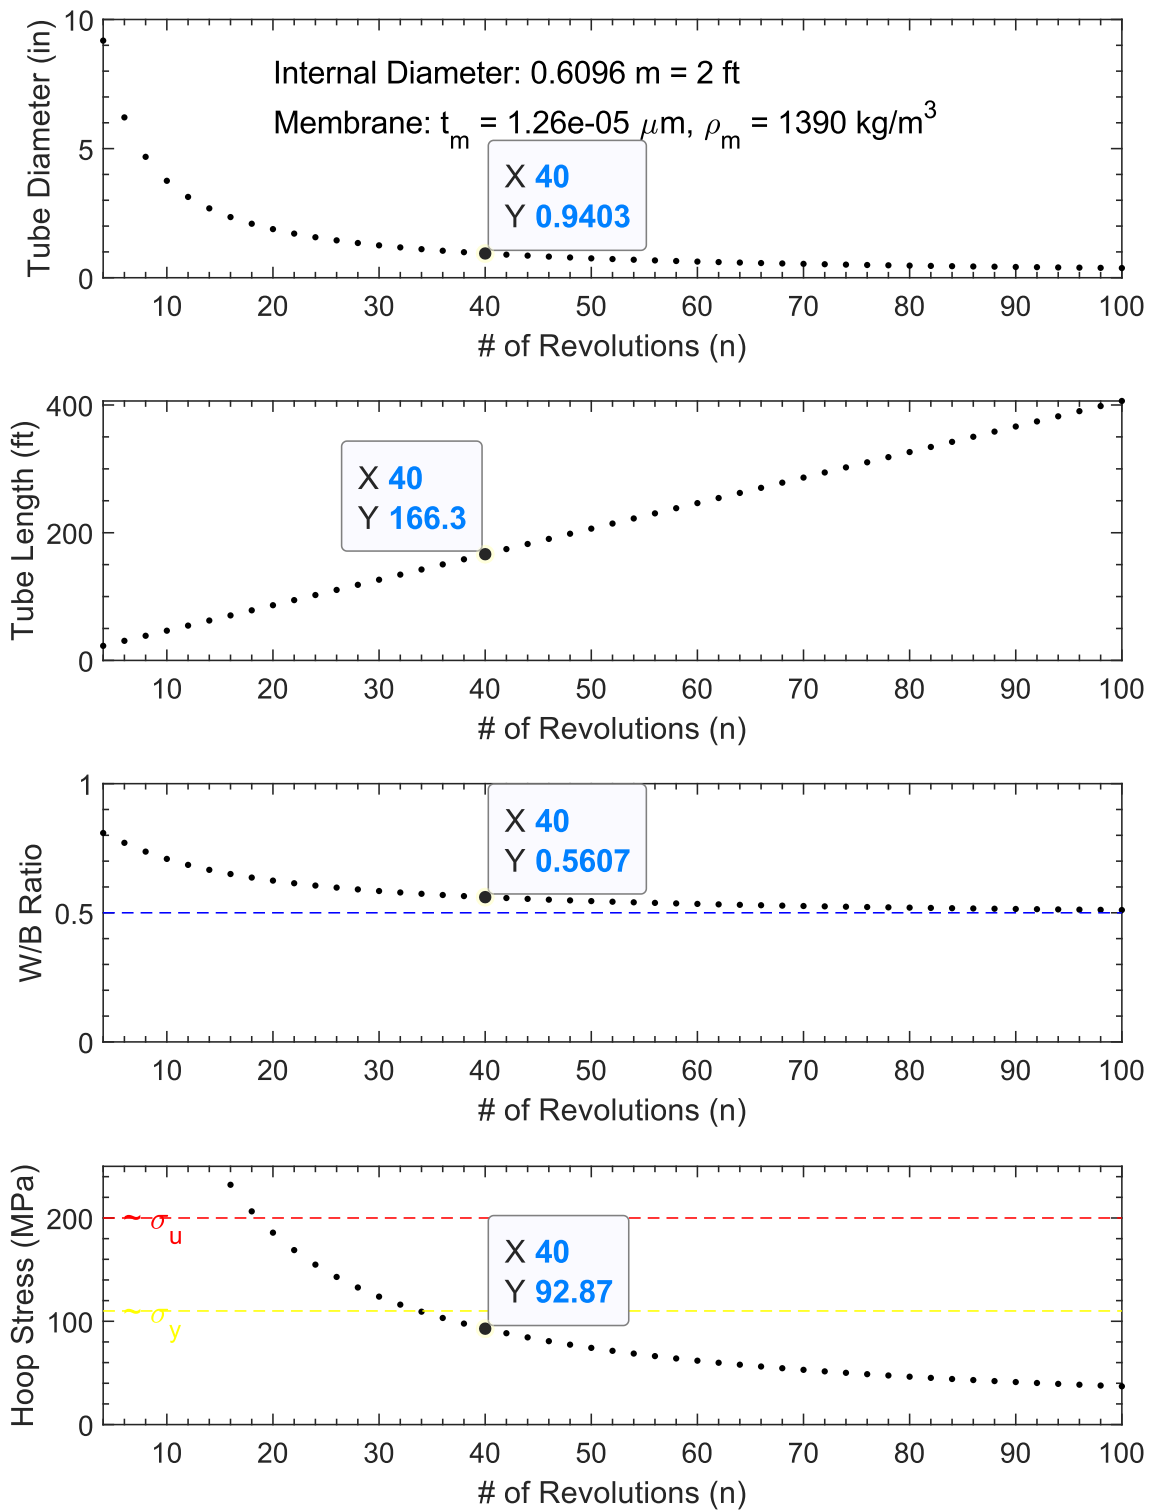 Tube Diameter (in)
10
5
0
Internal Diameter: 0.6096 m = 2 ft
Membrane: t_m = 1.26e-05 μm, ρ_m = 1390 kg/m^3
X 40
Y 0.9403
10 20 30 40 50 60 70 80 90 100
# of Revolutions (n)
Tube Length (ft)
400
200
0
X 40
Y 166.3
10 20 30 40 50 60 70 80 90 100
# of Revolutions (n)
W/B Ratio
1
0.5
0
X 40
Y 0.5607
10 20 30 40 50 60 70 80 90 100
# of Revolutions (n)
Hoop Stress (MPa)
200
100
0
~ σ_u
~ σ_y
X 40
Y 92.87
10 20 30 40 50 60 70 80 90 100
# of Revolutions (n)